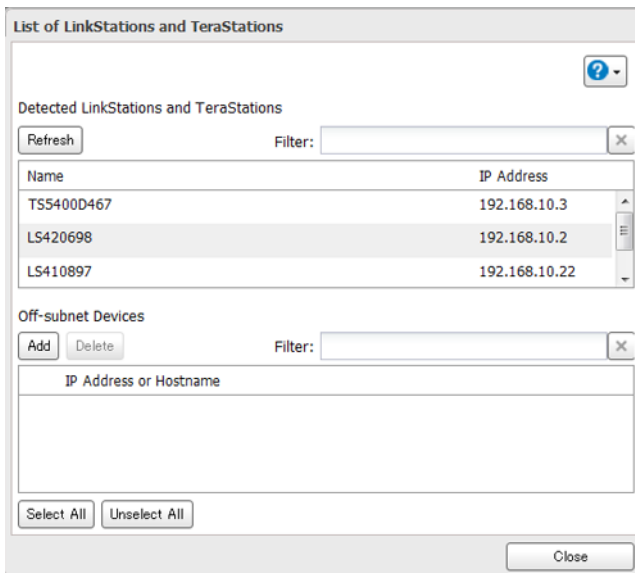 List of LinkStations and TeraStations
?
Detected LinkStations and TeraStations
Refresh Filter:
Name IP Address
TS5400D467 192.168.10.3
LS420698 192.168.10.2
LS410897 192.168.10.22
Off-subnet Devices
Add Delete Filter:
IP Address or Hostname
Select All Unselect All
Close